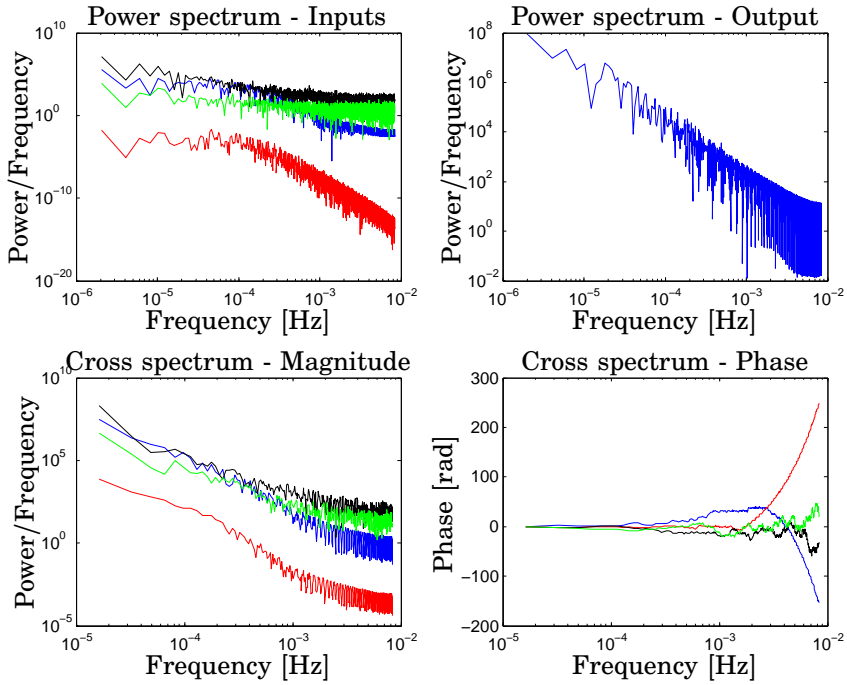 Power spectrum - Inputs
Power/Frequency
10^10
10^0
10^-10
10^-20
10^-6 10^-5 10^-4 10^-3 10^-2
Frequency [Hz]
Power spectrum - Output
Power/Frequency
10^8
10^6
10^4
10^2
10^0
10^-2
10^-6 10^-5 10^-4 10^-3 10^-2
Frequency [Hz]
Cross spectrum - Magnitude
Power/Frequency
10^10
10^5
10^0
10^-5
10^-5 10^-4 10^-3 10^-2
Frequency [Hz]
Cross spectrum - Phase
Phase [rad]
300
200
100
0
-100
-200
10^-5 10^-4 10^-3 10^-2
Frequency [Hz]